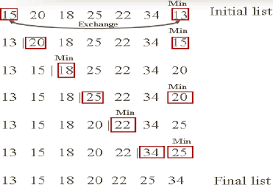 Min
15 20 18 25 22 34 13 Initial list
Exchange
Min
13 |20 18 25 22 34 15
Min
13 15 |18 25 22 34 20
Min
13 15 18 |25 22 34 20
Min
13 15 18 20 |22 34 25
Min
13 15 18 20 22 |34 25
13 15 18 20 22 25 34 Final list